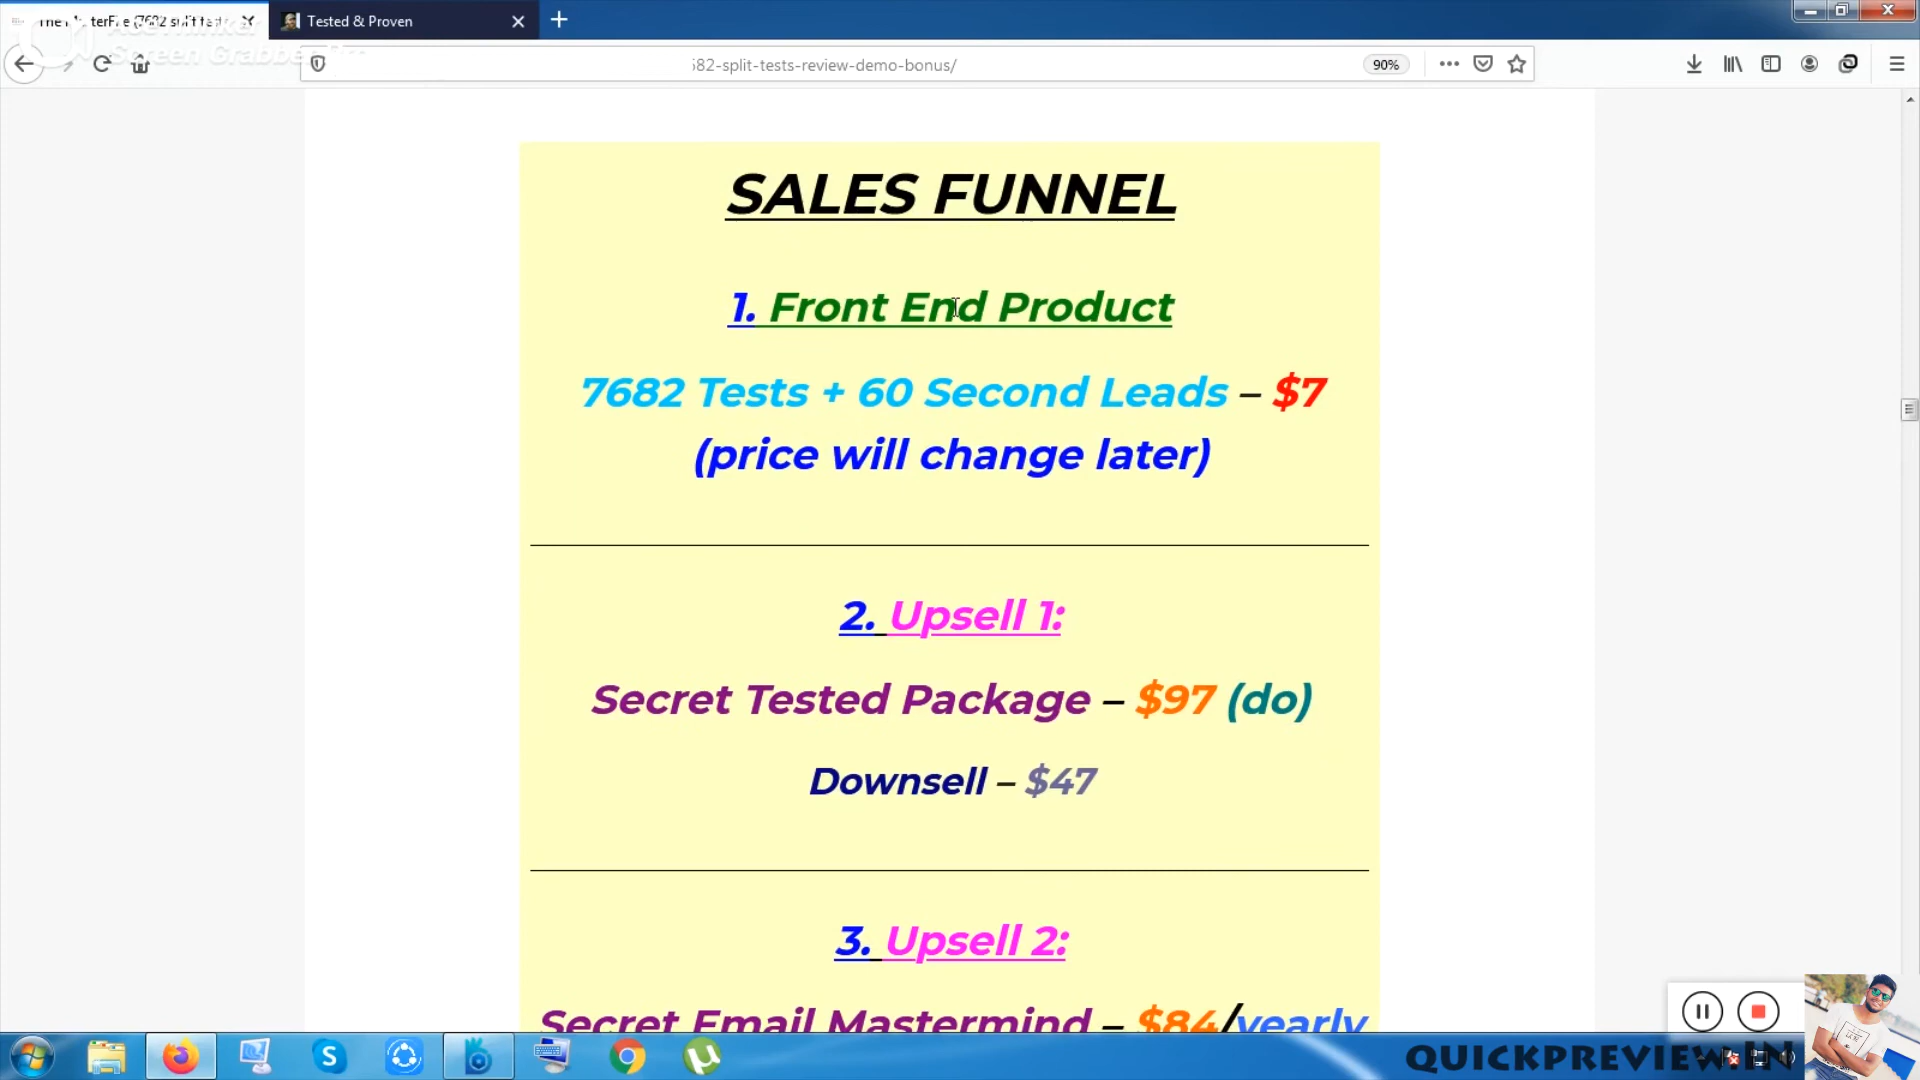 Tested & Proven
582-split-tests-review-demo-bonus/
90%
SALES FUNNEL
1. Front End Product
7682 Tests + 60 Second Leads – $7
(price will change later)
2. Upsell 1:
Secret Tested Package – $97 (do)
Downsell – $47
3. Upsell 2:
Secret Email Mastermind – $84/yearly
QUICKPREVIEW.IN